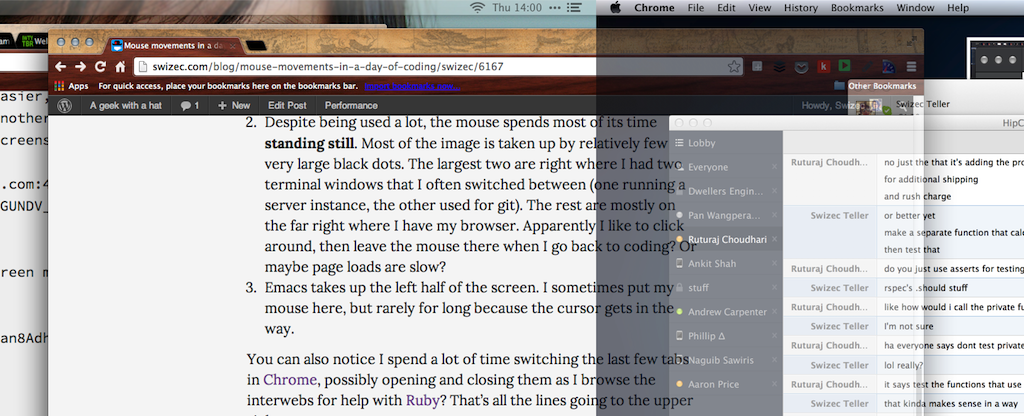 Thu 14:00
Chrome File Edit View History Bookmarks Window Help
am
Wel
Mouse movements in a day
swizec.com/blog/mouse-movements-in-a-day-of-coding/swizec/6167
Apps For quick access, place your bookmarks here on the bookmarks bar.
Other Bookmarks
A geek with a hat 1 + New Edit Post Performance
Howdy, Swizec
Swizec Teller
asier,
nother
creens
.com:4
GUNDV_
reen m
an8Adh
2. Despite being used a lot, the mouse spends most of its time
standing still. Most of the image is taken up by relatively few
very large black dots. The largest two are right where I had two
terminal windows that I often switched between (one running a
server instance, the other used for git). The rest are mostly on
the far right where I have my browser. Apparently I like to click
around, then leave the mouse there when I go back to coding? Or
maybe page loads are slow?
3. Emacs takes up the left half of the screen. I sometimes put my
mouse here, but rarely for long because the cursor gets in the
way.
You can also notice I spend a lot of time switching the last few tabs
in Chrome, possibly opening and closing them as I browse the
interwebs for help with Ruby? That's all the lines going to the upper
HipC
Lobby
Everyone
Dwellers Engin...
Pan Wangpera...
Ruturaj Choudhari
Ankit Shah
stuff
Andrew Carpenter
Phillip Δ
Naguib Sawiris
Aaron Price
Ruturaj Choudh... no just the that it's adding the pro
for additional shipping
and rush charge
Swizec Teller or better yet
make a separate function that calc
then test that
Ruturaj Choudh... do you just use asserts for testing
Swizec Teller rspec's .should stuff
Ruturaj Choudh... like how would i call the private fu
Swizec Teller I'm not sure
Ruturaj Choudh... ha everyone says dont test private
Swizec Teller lol really?
Ruturaj Choudh... it says test the functions that use
Swizec Teller that kinda makes sense in a way